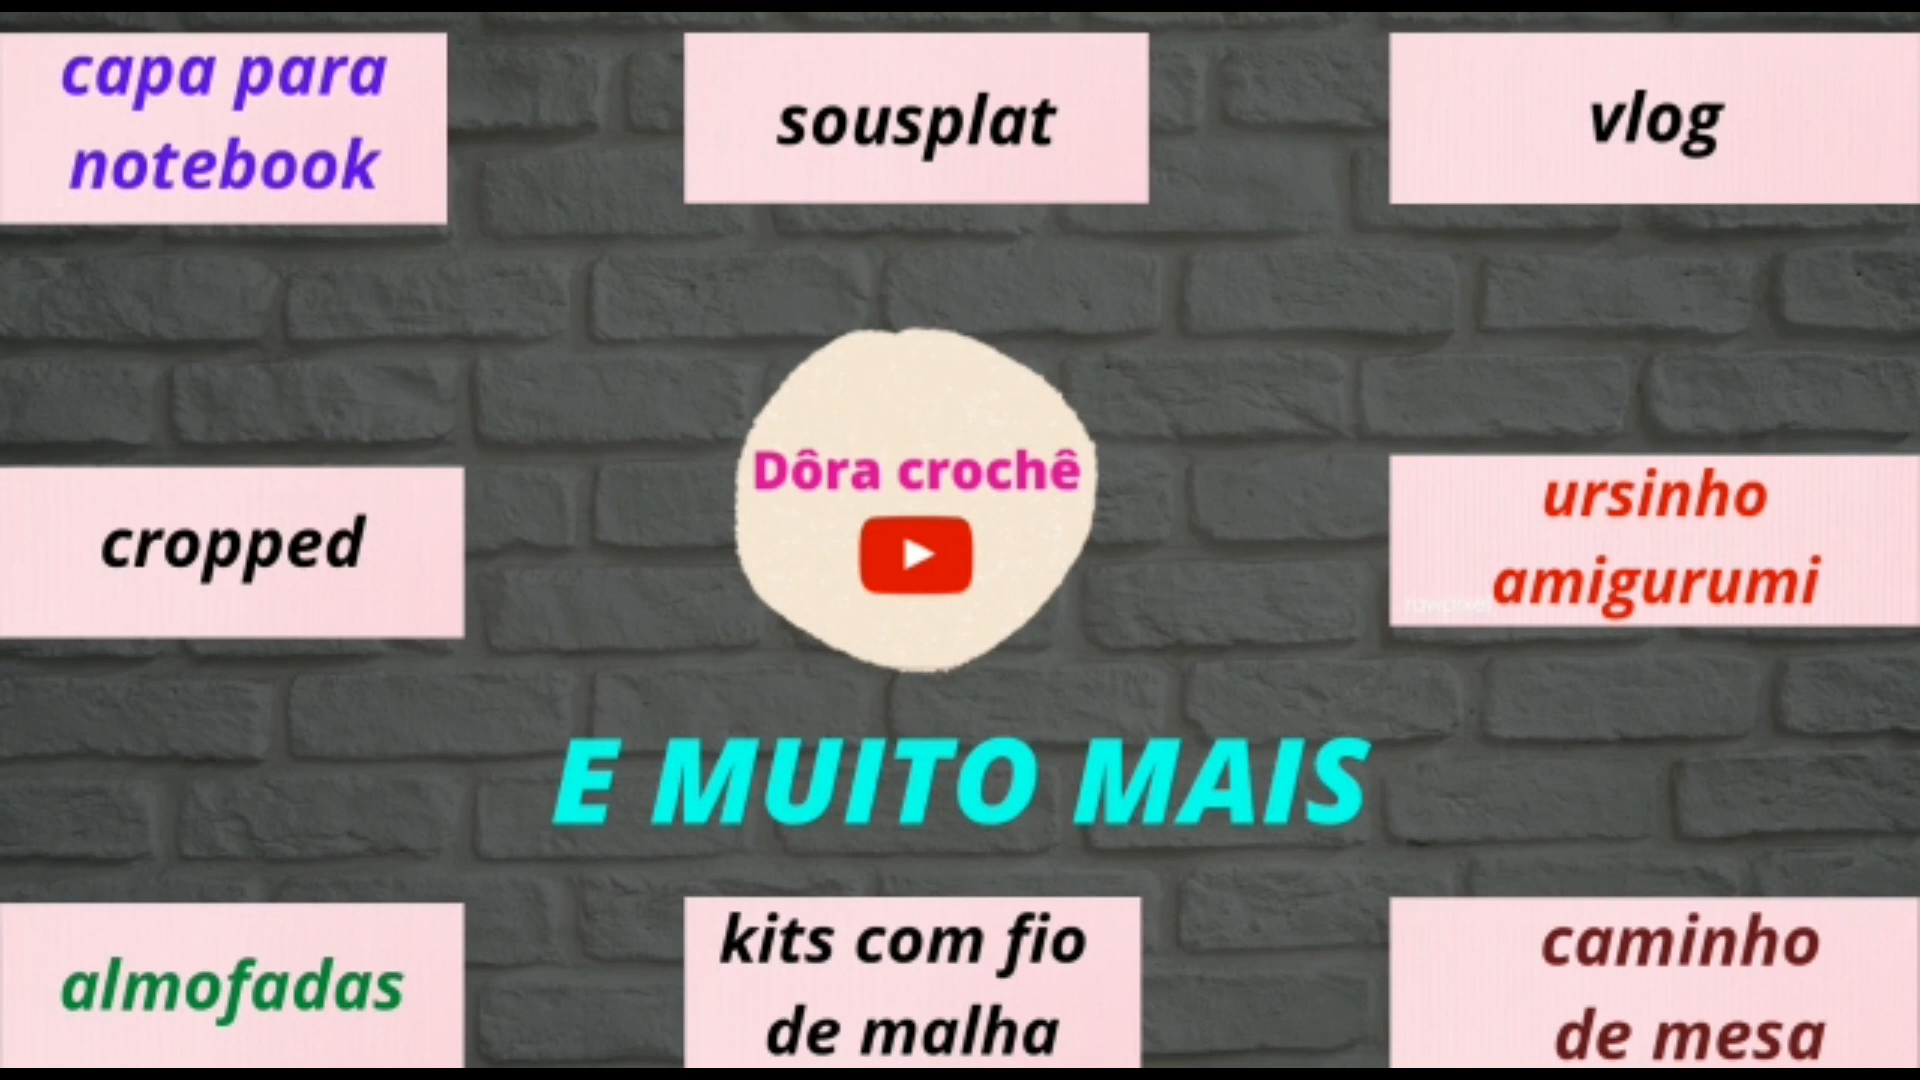 capa para
notebook
sousplat
vlog
cropped
Dôra crochê
ursinho
amigurumi
rawpixel
E MUITO MAIS
almofadas
kits com fio
de malha
caminho
de mesa